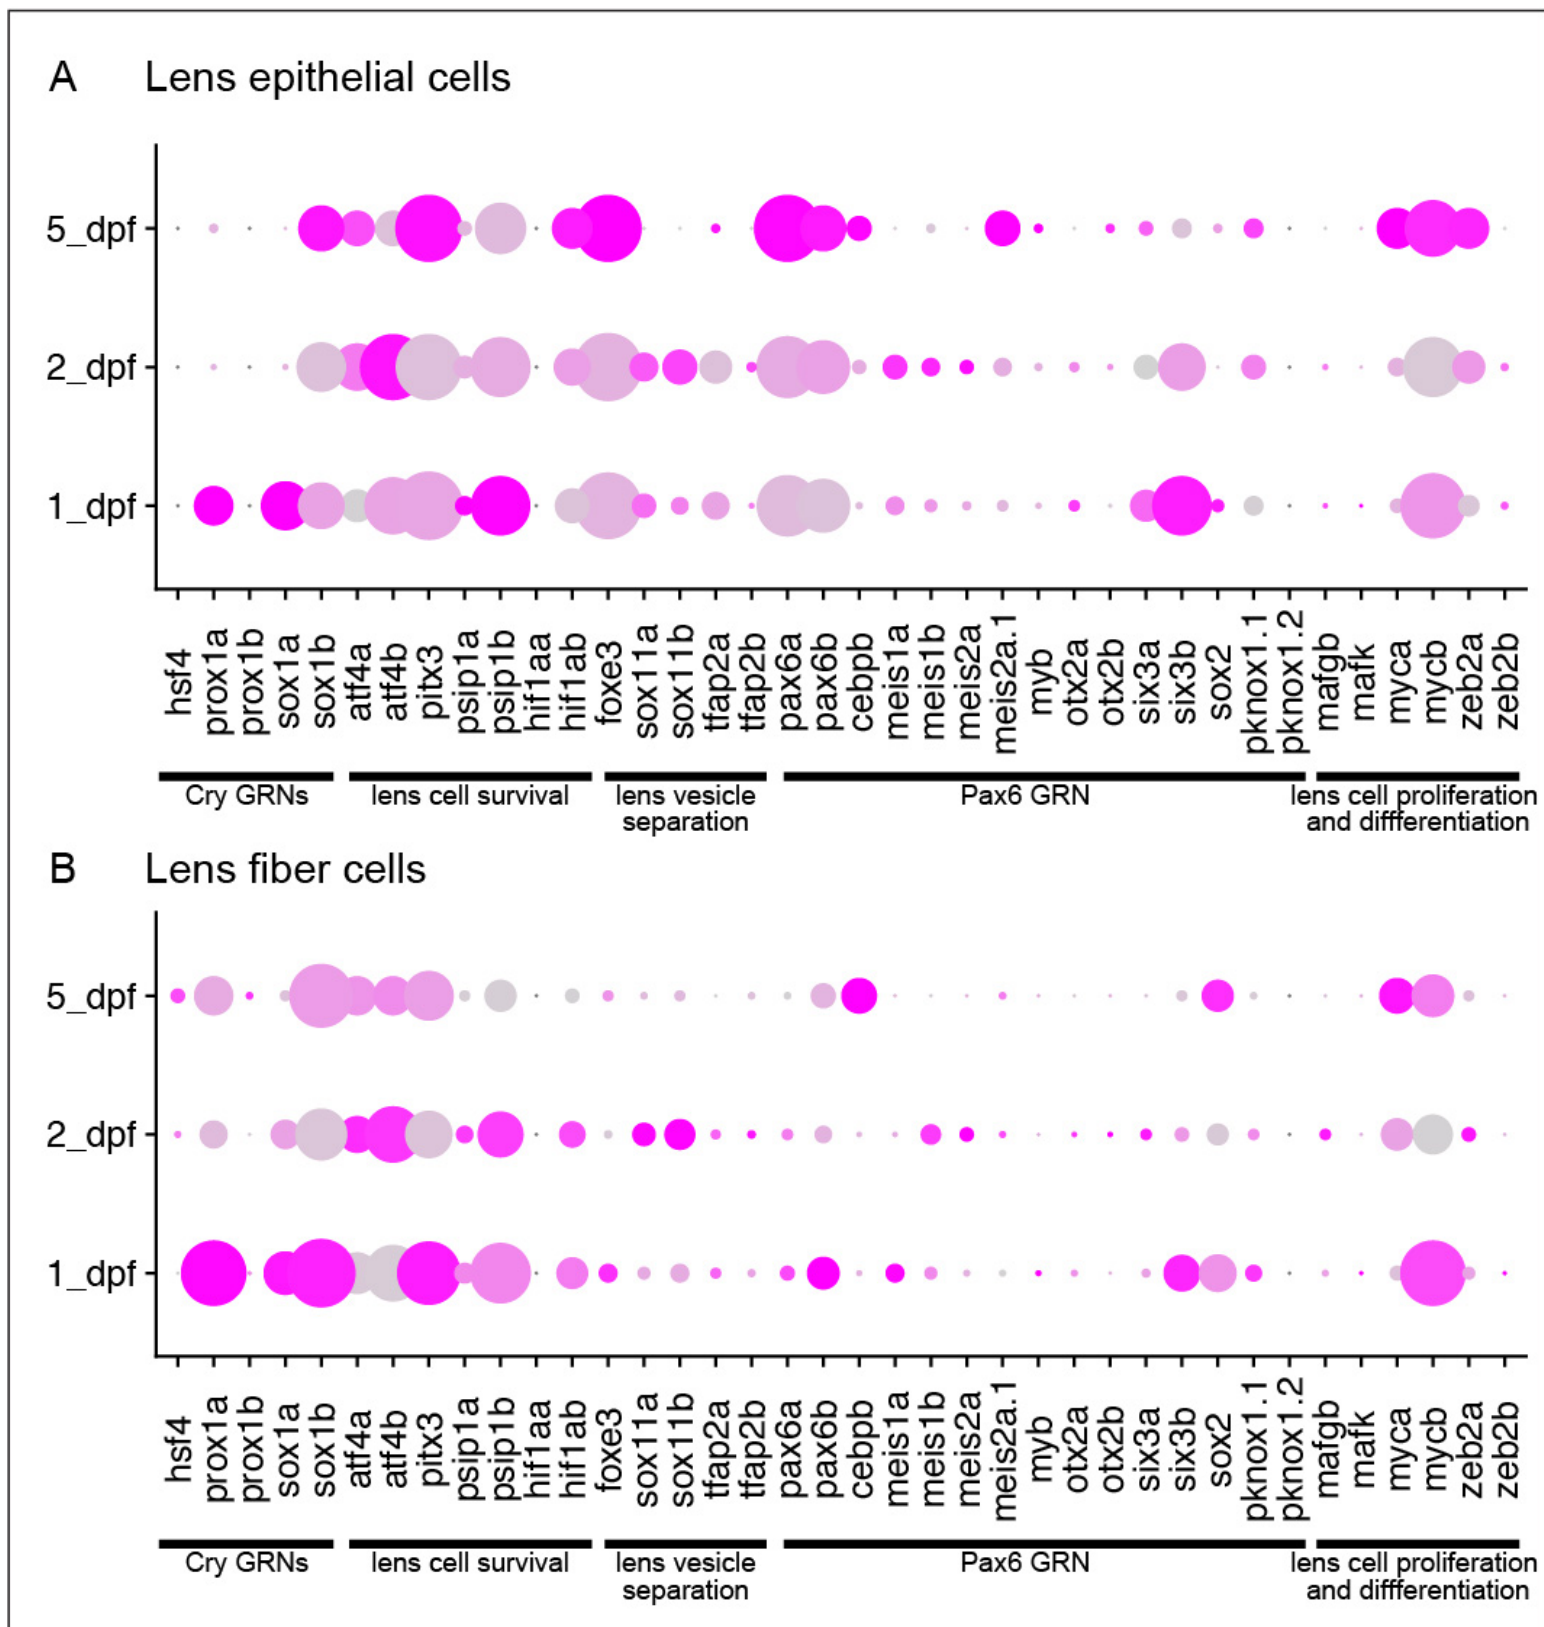 A Lens epithelial cells
5_dpf
2_dpf
1_dpf
hsf4 prox1a prox1b sox1a sox1b atf4a atf4b pitx3 psip1a psip1b hif1aa hif1ab foxe3 sox11a sox11b tfap2a tfap2b pax6a pax6b cebpb meis1a meis1b meis2a meis2a.1 myb otx2a otx2b six3a six3b sox2 pknox1.1 pknox1.2 mafgb mafk myca mycb zeb2a zeb2b
Cry GRNs lens cell survival lens vesicle Pax6 GRN lens cell proliferation
separation and diffferentiation
B Lens fiber cells
5_dpf
2_dpf
1_dpf
hsf4 prox1a prox1b sox1a sox1b atf4a atf4b pitx3 psip1a psip1b hif1aa hif1ab foxe3 sox11a sox11b tfap2a tfap2b pax6a pax6b cebpb meis1a meis1b meis2a meis2a.1 myb otx2a otx2b six3a six3b sox2 pknox1.1 pknox1.2 mafgb mafk myca mycb zeb2a zeb2b
Cry GRNs lens cell survival lens vesicle Pax6 GRN lens cell proliferation
separation and diffferentiation